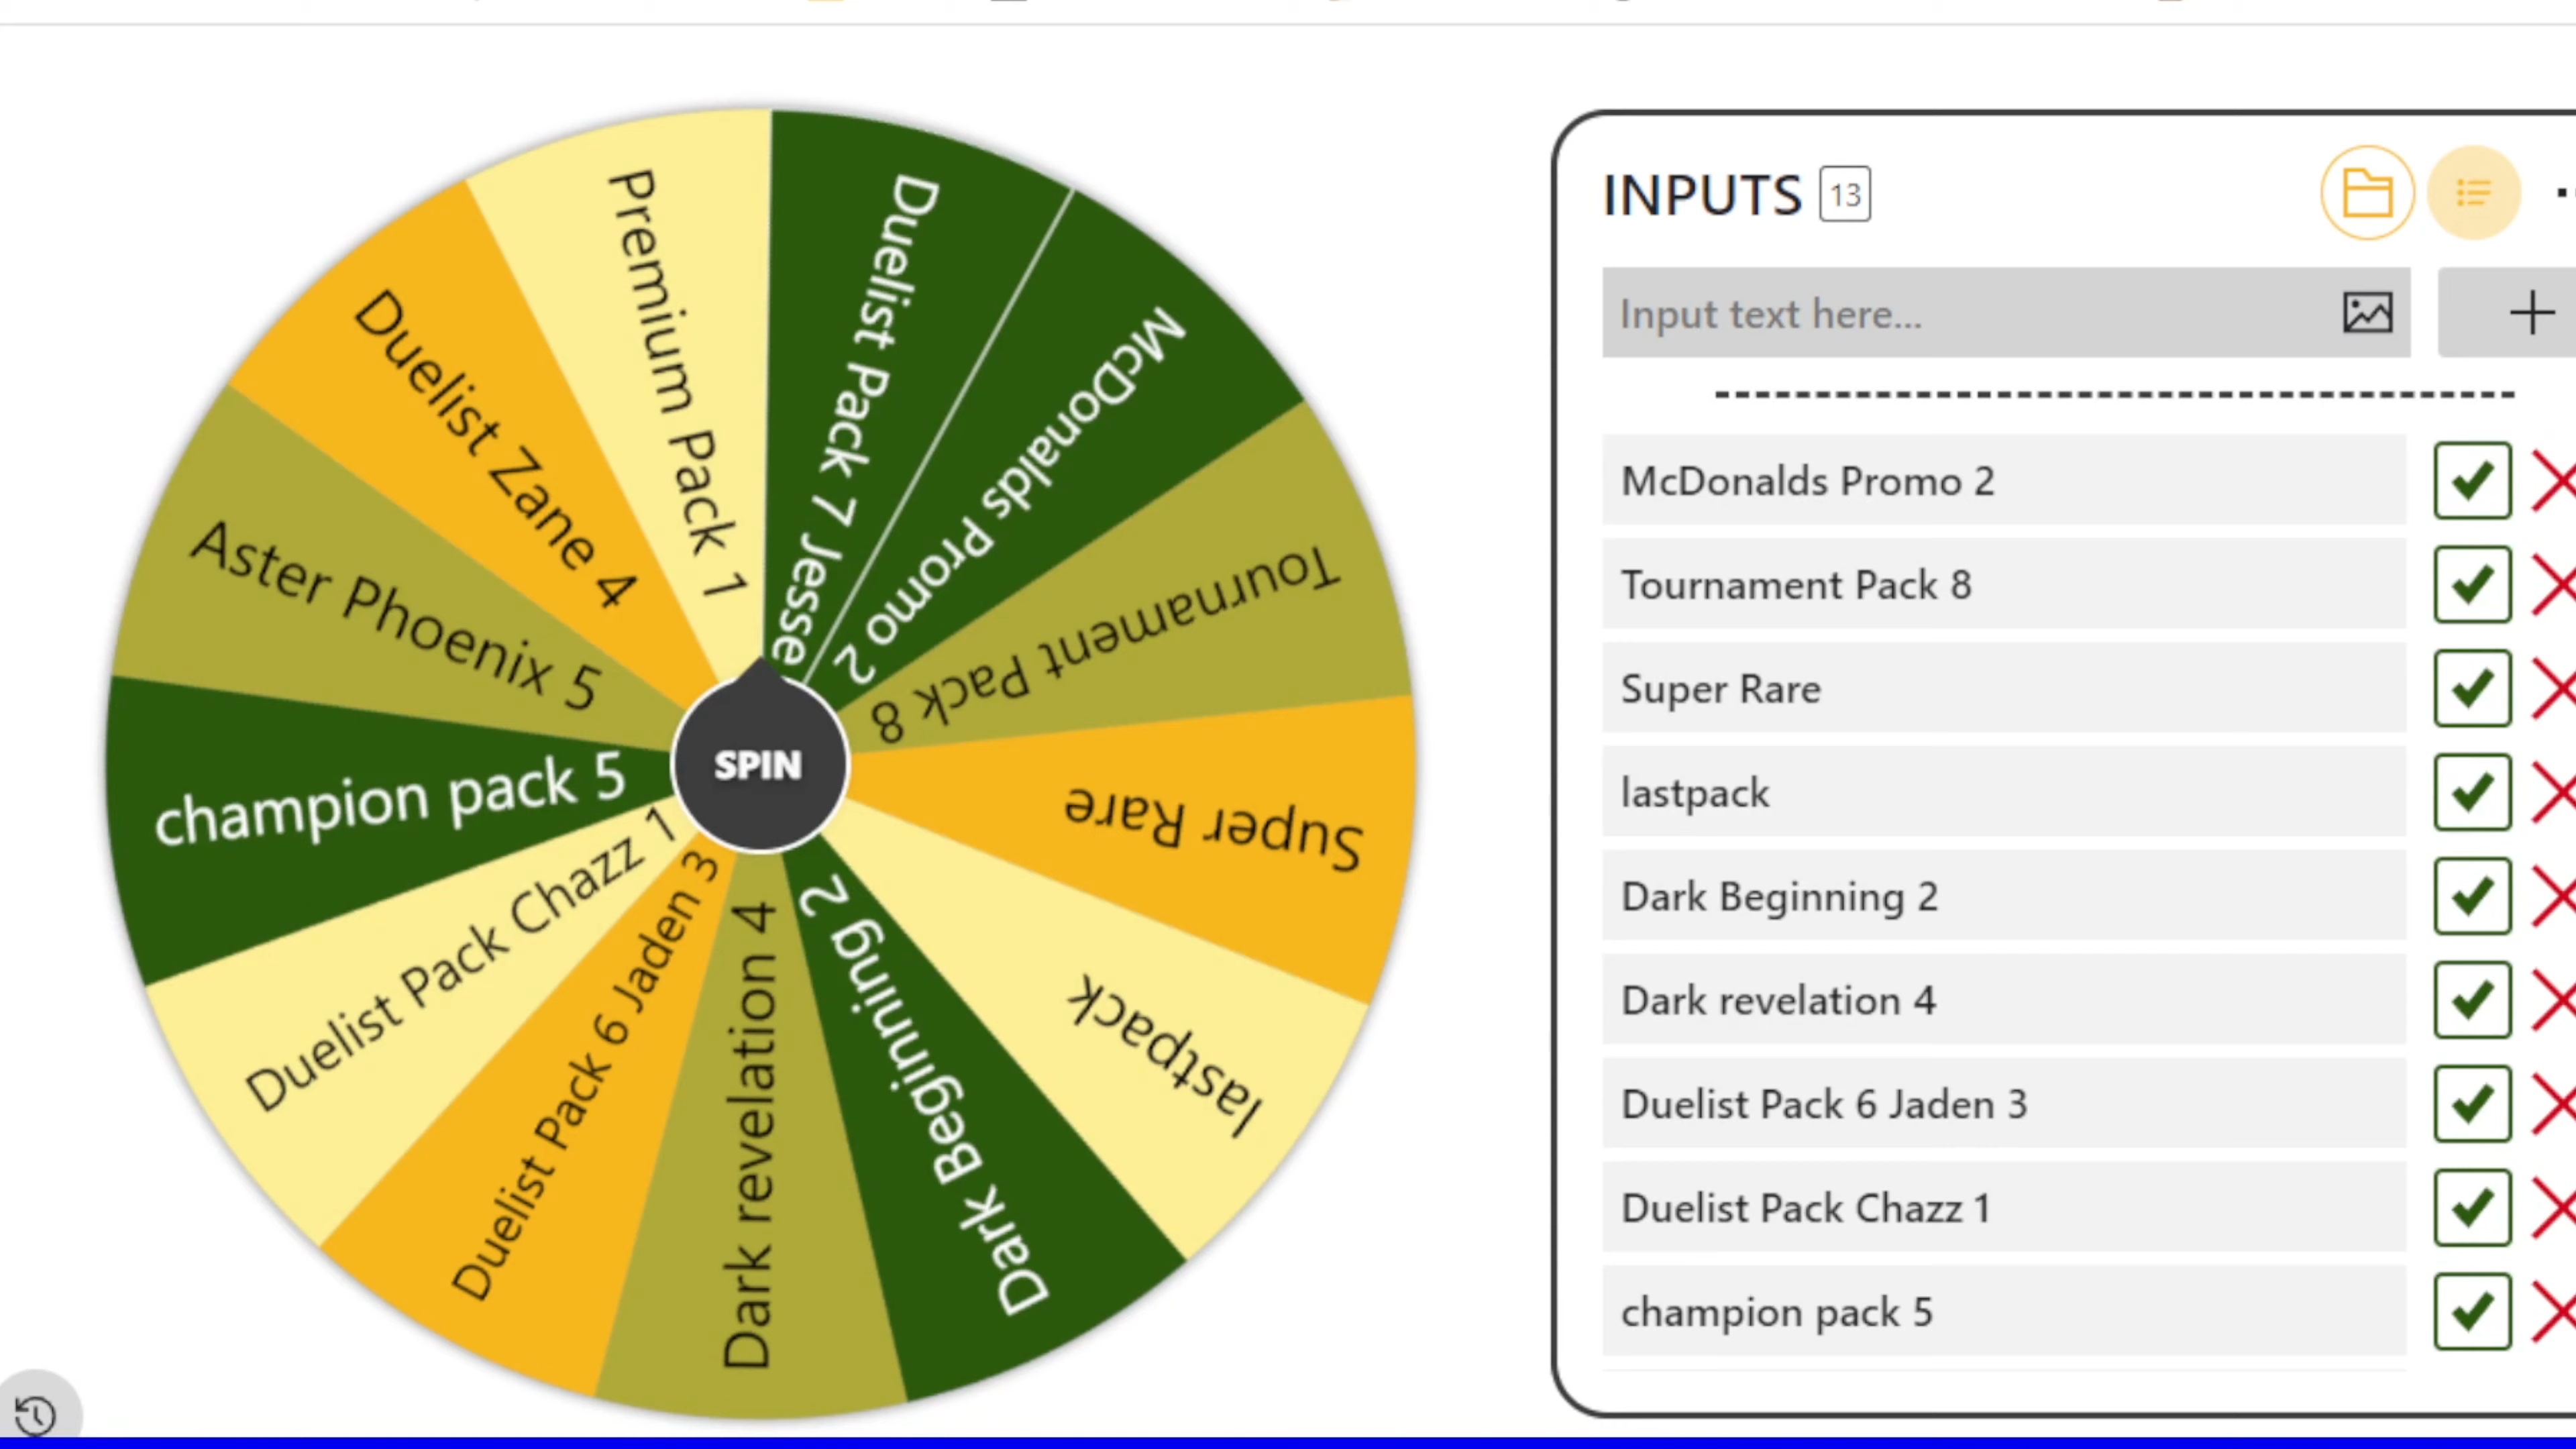 Premium Pack 1
Duelist Pack 7 Jesse
McDonalds Promo 2
Tournament Pack 8
Super Rare
lastpack
Dark Beginning 2
Dark revelation 4
Duelist Pack 6 Jaden 3
Duelist Pack Chazz 1
champion pack 5
Aster Phoenix 5
Duelist Zane 4
SPIN
INPUTS 13
Input text here...
McDonalds Promo 2
Tournament Pack 8
Super Rare
lastpack
Dark Beginning 2
Dark revelation 4
Duelist Pack 6 Jaden 3
Duelist Pack Chazz 1
champion pack 5